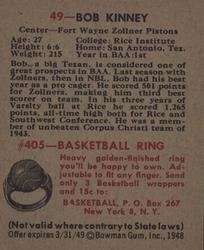 49—BOB KINNEY
Center—Fort Wayne Zollner Pistons
Age: 27 College: Rice Institute
Height: 6:6 Home: San Antonio, Tex.
Weight: 215 Year in BAA:1st
Bob, a big Texan, is considered one of
great prospects in BAA. Last season with
Zollners, then in NBL, Bob had his best
year as a pro cager. He scored 501 points
for Zollners, making him third best
scorer on team. In his three years of
Varsity ball at Rice he scored 1,265
points, all-time high both for Rice and
Southwest Conference. He was a mem-
ber of unbeaten Corpus Christi team of
1943.
#405—BASKETBALL RING
Heavy golden-finished ring
you'll be happy to own. Ad-
justable to fit any finger. Send
only 3 Basketball wrappers
and 15¢ to:
BASKETBALL, P.O. Box 267
New York 8, N.Y.
(Not valid where contrary to State laws)
Offer expires 3/31/49 ©Bowman Gum, Inc., 1948